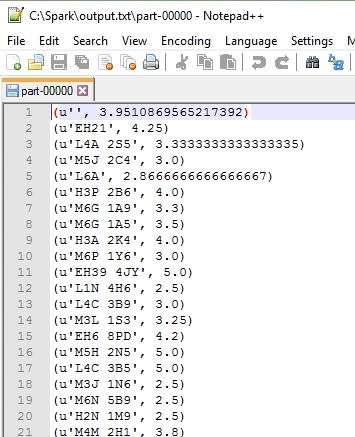 C:\Spark\output.txt\part-00000 - Notepad++
File Edit Search View Encoding Language Settings
part-00000
1 (u'', 3.9510869565217392)
2 (u'EH21', 4.25)
3 (u'L4A 2S5', 3.3333333333333335)
4 (u'M5J 2C4', 3.0)
5 (u'L6A', 2.8666666666666667)
6 (u'H3P 2B6', 4.0)
7 (u'M6G 1A9', 3.3)
8 (u'M6G 1A5', 3.5)
9 (u'H3A 2K4', 4.0)
10 (u'M6P 1Y6', 3.0)
11 (u'EH39 4JY', 5.0)
12 (u'L1N 4H6', 2.5)
13 (u'L4C 3B9', 3.0)
14 (u'M3L 1S3', 3.25)
15 (u'EH6 8PD', 4.2)
16 (u'M5H 2N5', 5.0)
17 (u'L4C 3B5', 5.0)
18 (u'M3J 1N6', 2.5)
19 (u'M6N 5B9', 2.5)
20 (u'H2N 1M9', 2.5)
21 (u'M4M 2H1', 3.8)